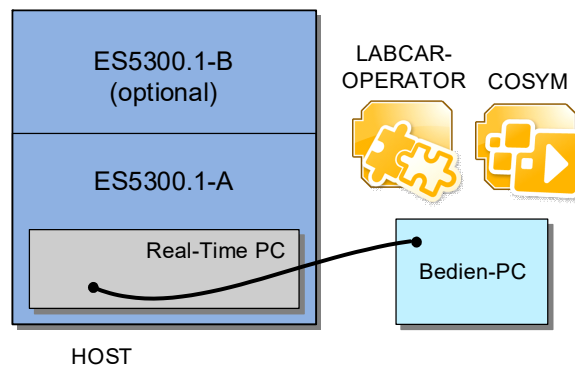 ES5300.1-B
(optional)
ES5300.1-A
Real-Time PC
HOST
LABCAR-
OPERATOR
COSYM
Bedien-PC